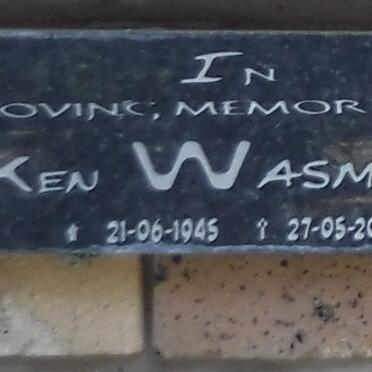 In
OVING MEMOR
KEN WASM
* 21-06-1945 † 27-05-20